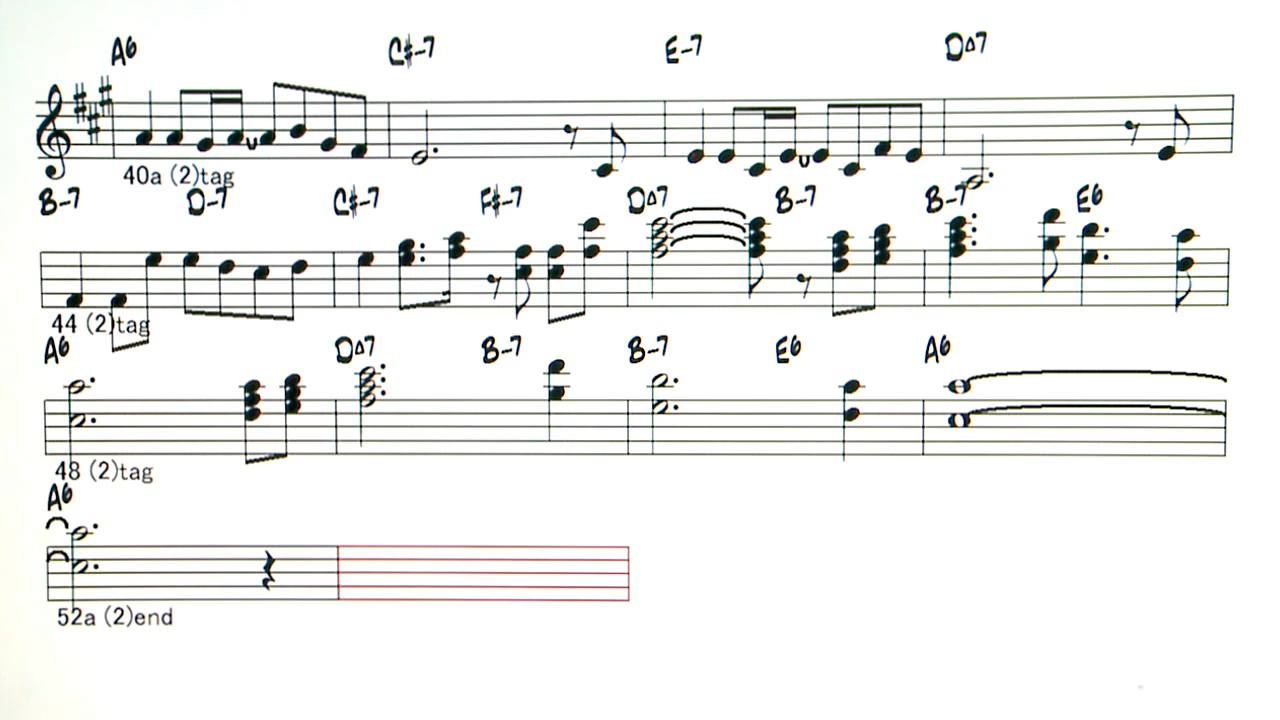 A6 C♯-7 E-7 D△7
40a (2)tag
B-7 D-7 C♯-7 F♯-7 D△7 B-7 B-7 E6
44 (2)tag
A6 D△7 B-7 B-7 E6 A6
48 (2)tag
A6
52a (2)end